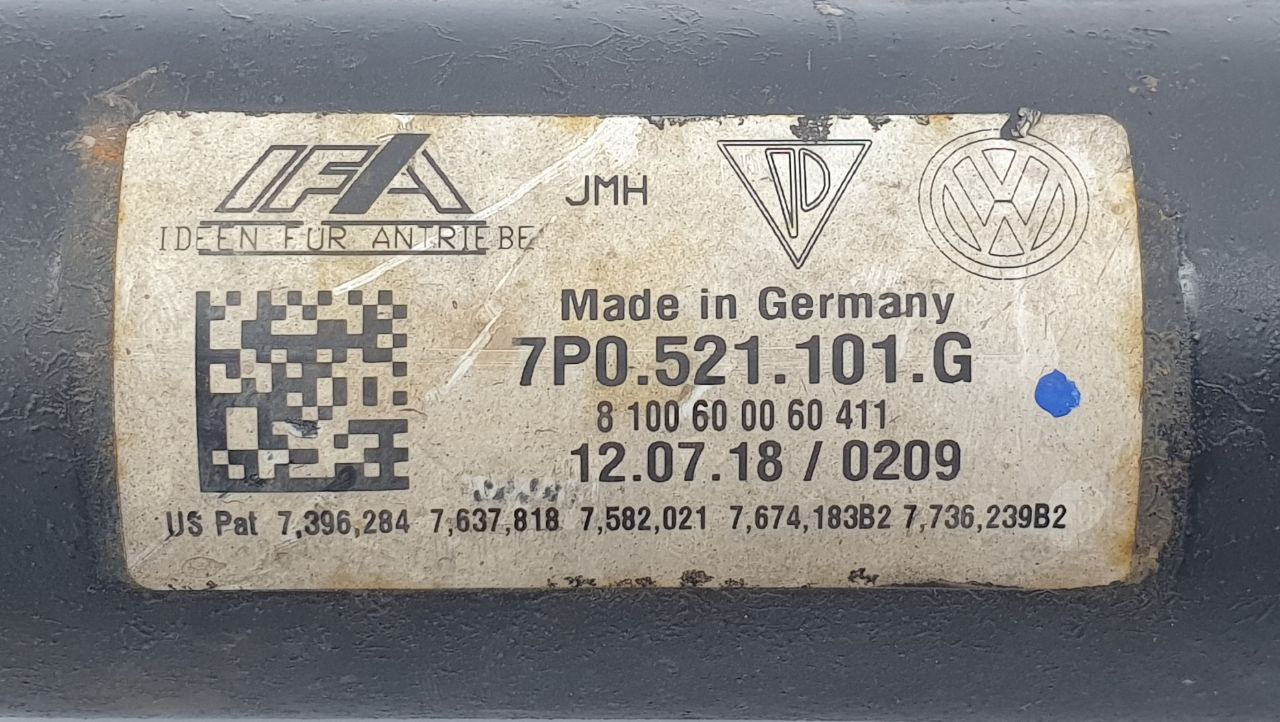 IFA
IDEEN FÜR ANTRIEBE
JMH
Made in Germany
7P0.521.101.G
8 100 60 00 60 411
12.07.18 / 0209
US Pat 7,396,284 7,637,818 7,582,021 7,674,183B2 7,736,239B2